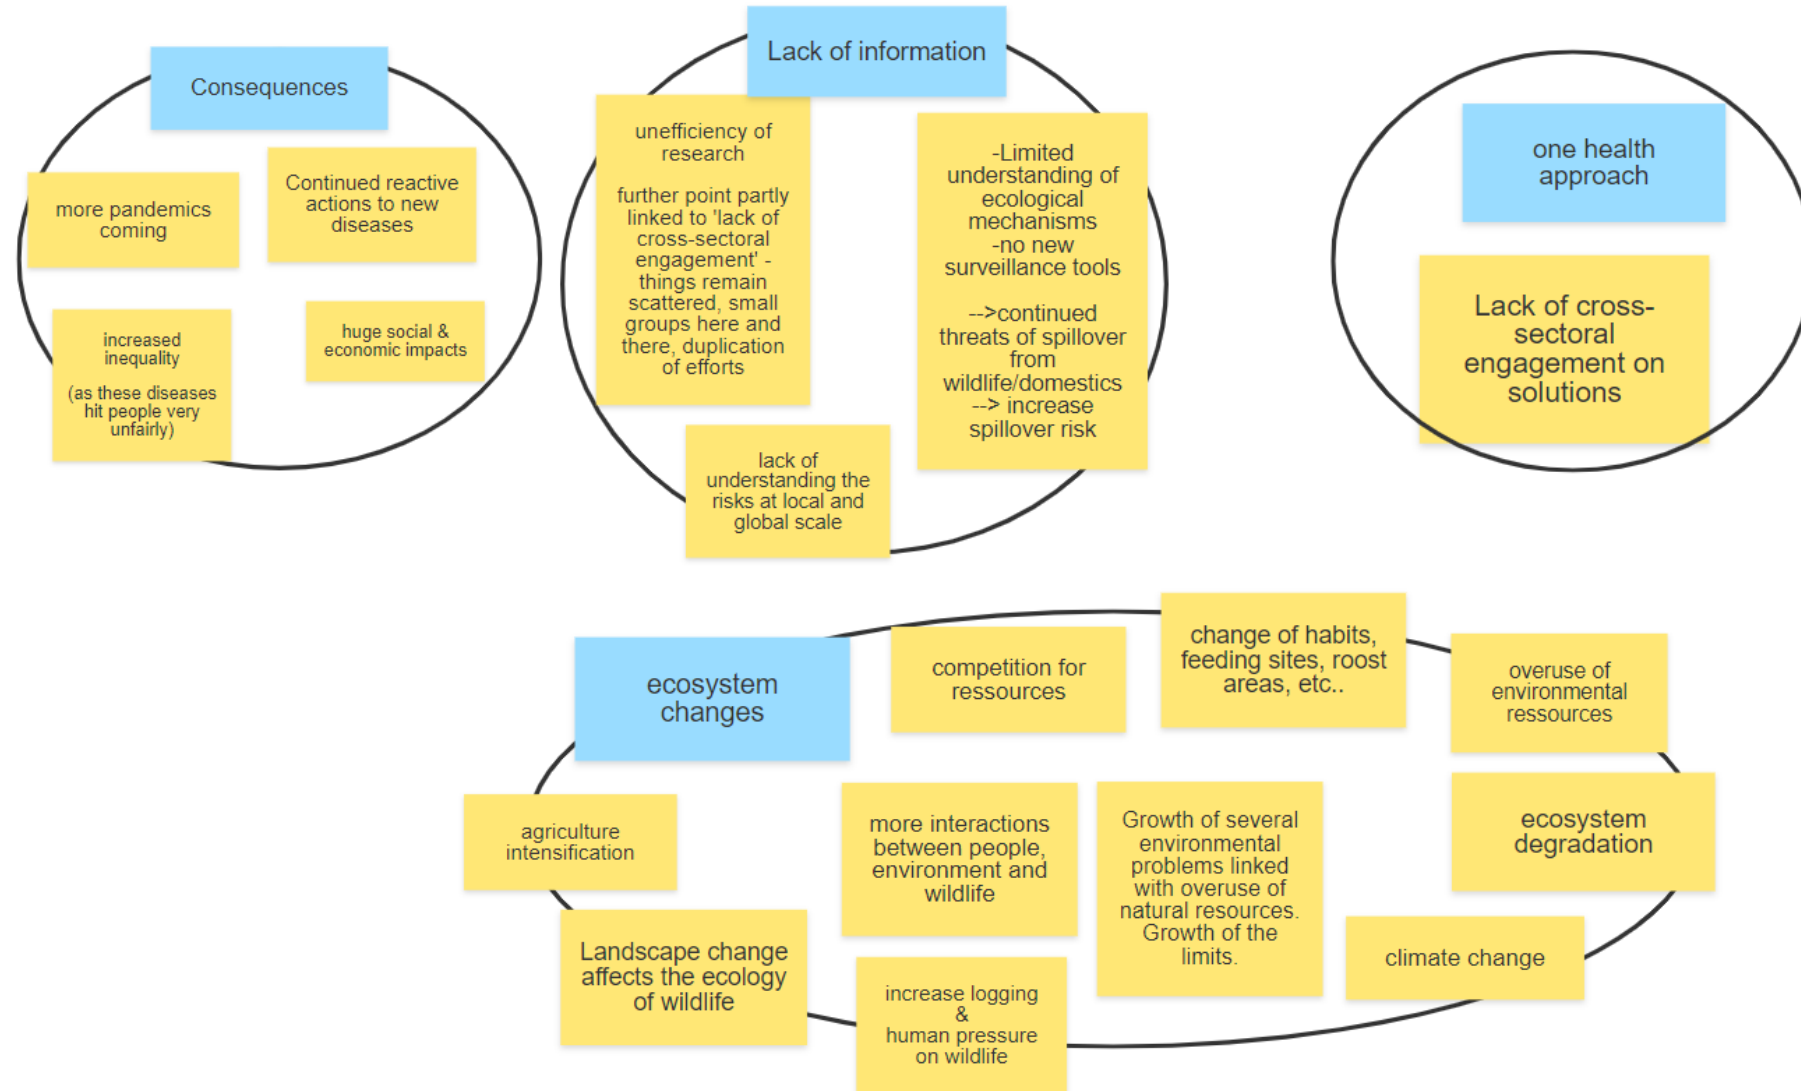 Consequences
more pandemics
coming
Continued reactive
actions to new
diseases
increased
inequality
(as these diseases
hit people very
unfairly)
huge social &
economic impacts
Lack of information
unefficiency of
research
further point partly
linked to 'lack of
cross-sectoral
engagement' -
things remain
scattered, small
groups here and
there, duplication
of efforts
-Limited
understanding of
ecological
mechanisms
-no new
surveillance tools
-->continued
threats of spillover
from
wildlife/domestics
--> increase
spillover risk
lack of
understanding the
risks at local and
global scale
one health
approach
Lack of cross-
sectoral
engagement on
solutions
ecosystem
changes
competition for
ressources
change of habits,
feeding sites, roost
areas, etc..
overuse of
environmental
ressources
agriculture
intensification
more interactions
between people,
environment and
wildlife
Growth of several
environmental
problems linked
with overuse of
natural resources.
Growth of the
limits.
ecosystem
degradation
Landscape change
affects the ecology
of wildlife
increase logging
&
human pressure
on wildlife
climate change